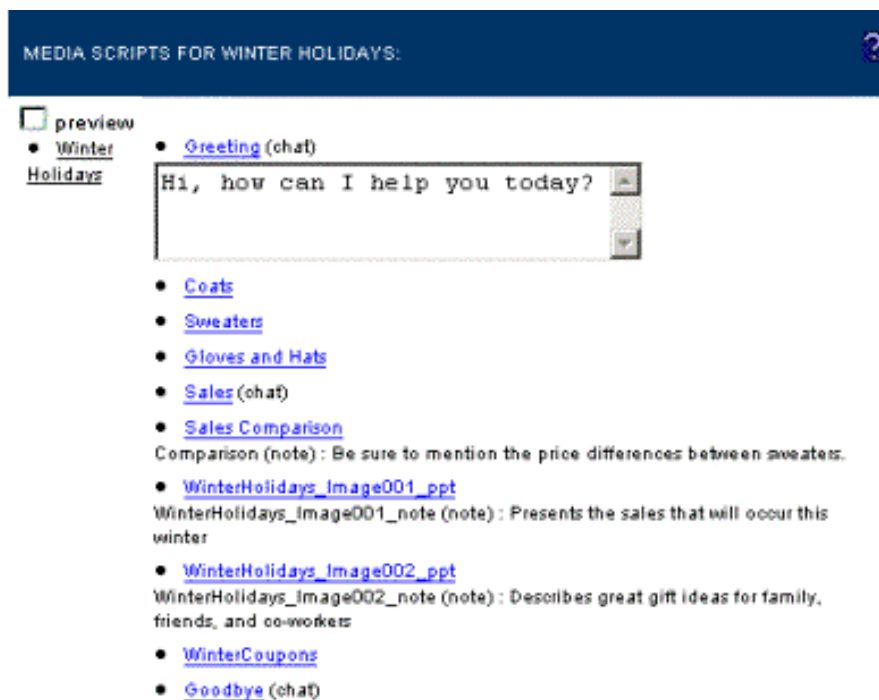 MEDIA SCRIPTS FOR WINTER HOLIDAYS:
?
preview
Winter
Holidays
Greeting (chat)
Hi, how can I help you today?
Coats
Sweaters
Gloves and Hats
Sales (chat)
Sales Comparison
Comparison (note) : Be sure to mention the price differences between sweaters.
WinterHolidays_Image001_ppt
WinterHolidays_Image001_note (note) : Presents the sales that will occur this
winter
WinterHolidays_Image002_ppt
WinterHolidays_Image002_note (note) : Describes great gift ideas for family,
friends, and co-workers
WinterCoupons
Goodbye (chat)